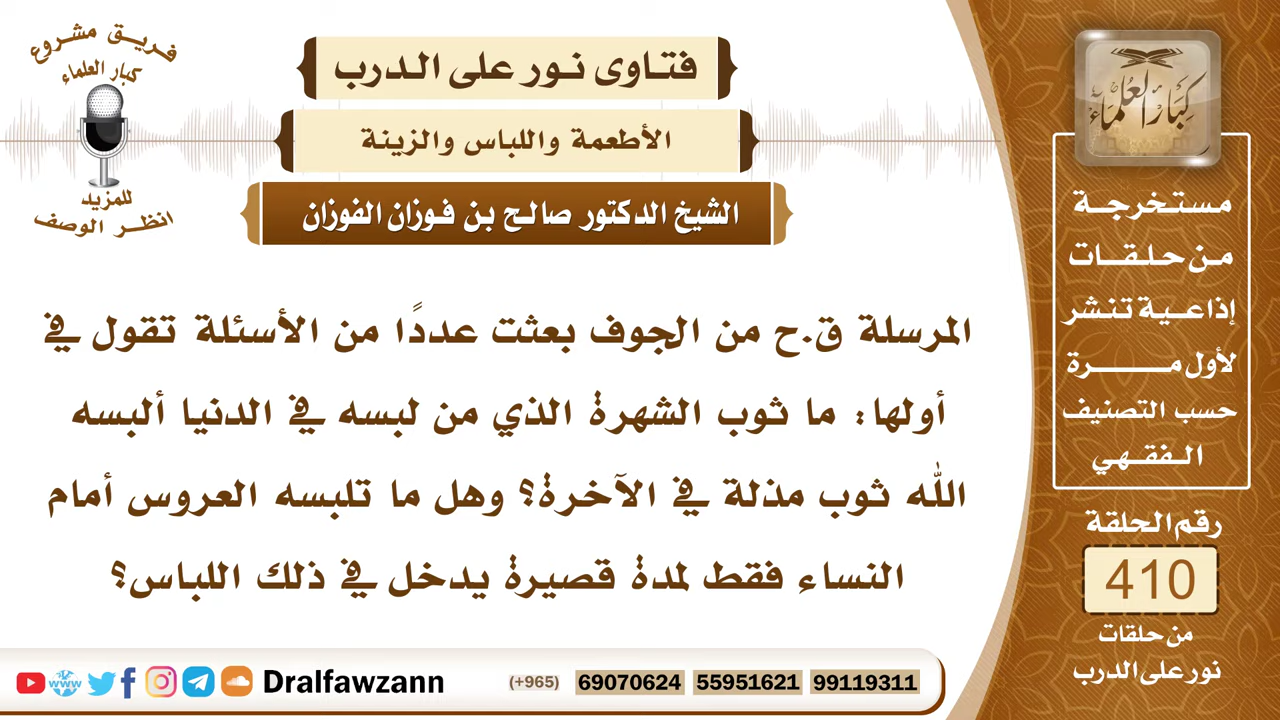 فريق مشروع
كبار العلماء
للمزيد
انظر الوصف
فتاوى نور على الدرب
الأطعمة واللباس والزينة
الشيخ الدكتور صالح بن فوزان الفوزان
المرسلة ق.ح من الجوف بعثت عددًا من الأسئلة تقول في
أولها: ما ثوب الشهرة الذي من لبسه في الدنيا ألبسه
الله ثوب مذلة في الآخرة؟ وهل ما تلبسه العروس أمام
النساء فقط لمدة قصيرة يدخل في ذلك اللباس؟
كبار العلماء
مستخرجة
من حلقات
إذاعية تنشر
لأول مرة
حسب التصنيف
الفقهي
رقم الحلقة
410
من حلقات
نور على الدرب
www
Dralfawzann (+965) 69070624 55951621 99119311